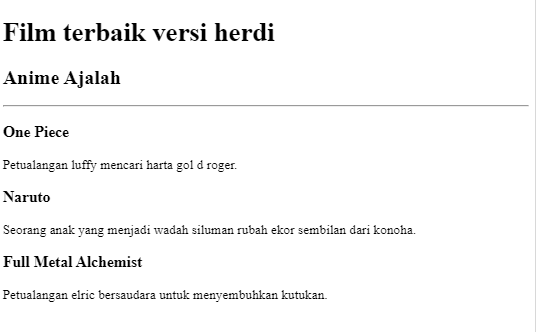 Film terbaik versi herdi
Anime Ajalah
One Piece
Petualangan luffy mencari harta gol d roger.
Naruto
Seorang anak yang menjadi wadah siluman rubah ekor sembilan dari konoha.
Full Metal Alchemist
Petualangan elric bersaudara untuk menyembuhkan kutukan.